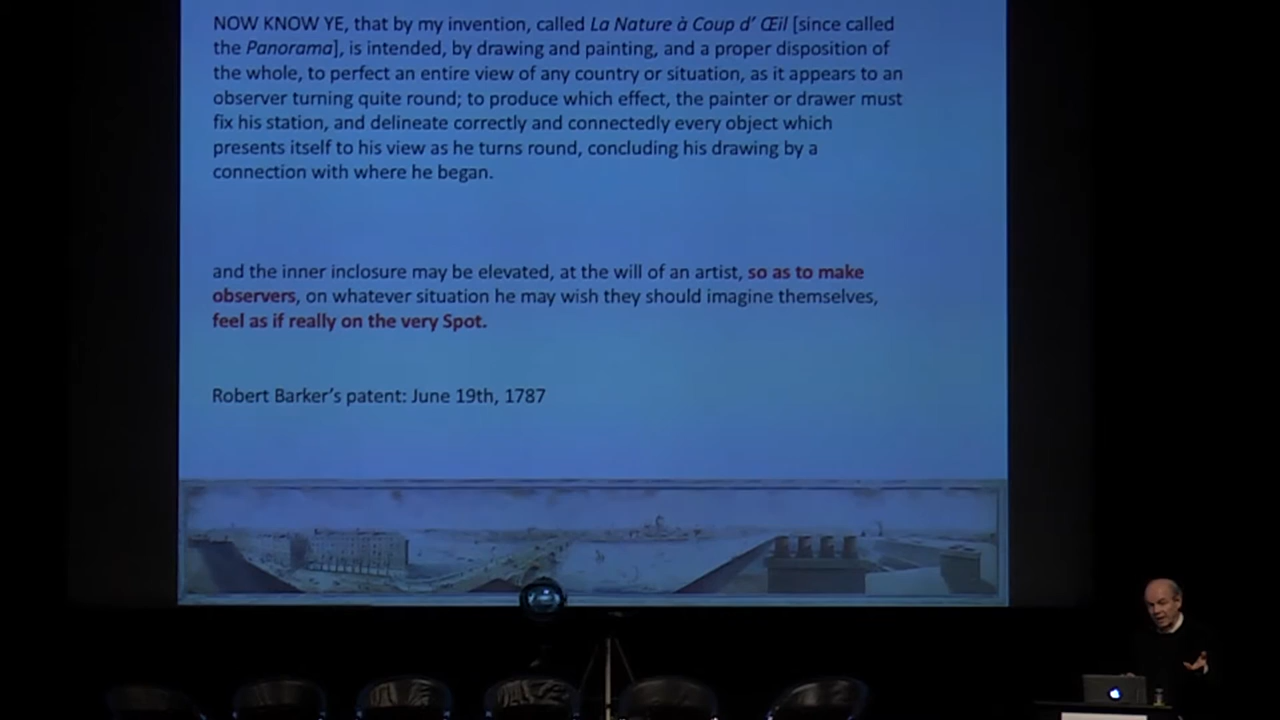 NOW KNOW YE, that by my invention, called La Nature à Coup d' Œil [since called
the Panorama], is intended, by drawing and painting, and a proper disposition of
the whole, to perfect an entire view of any country or situation, as it appears to an
observer turning quite round; to produce which effect, the painter or drawer must
fix his station, and delineate correctly and connectedly every object which
presents itself to his view as he turns round, concluding his drawing by a
connection with where he began.
and the inner inclosure may be elevated, at the will of an artist, so as to make
observers, on whatever situation he may wish they should imagine themselves,
feel as if really on the very Spot.
Robert Barker's patent: June 19th, 1787